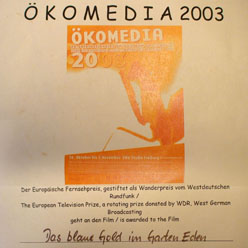 ÖKOMEDIA 2003
ÖKOMEDIA
2003
Der Europäische Fernsehpreis, gestiftet als Wanderpreis vom Westdeutschen
Rundfunk /
The European Television Prize, a rotating prize donated by WDR, West German
Broadcasting
geht an den Film / is awarded to the Film
Das blaue Gold im Garten Eden